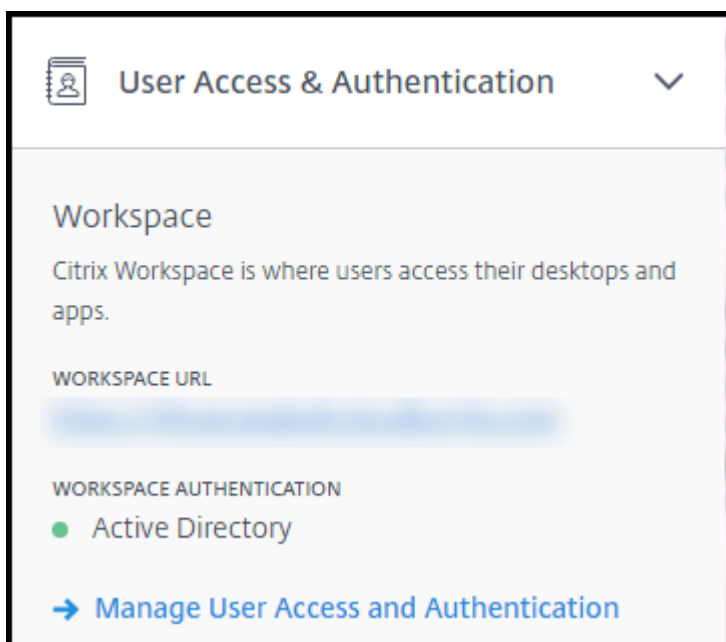 User Access & Authentication
Workspace
Citrix Workspace is where users access their desktops and
apps.
WORKSPACE URL
WORKSPACE AUTHENTICATION
Active Directory
Manage User Access and Authentication